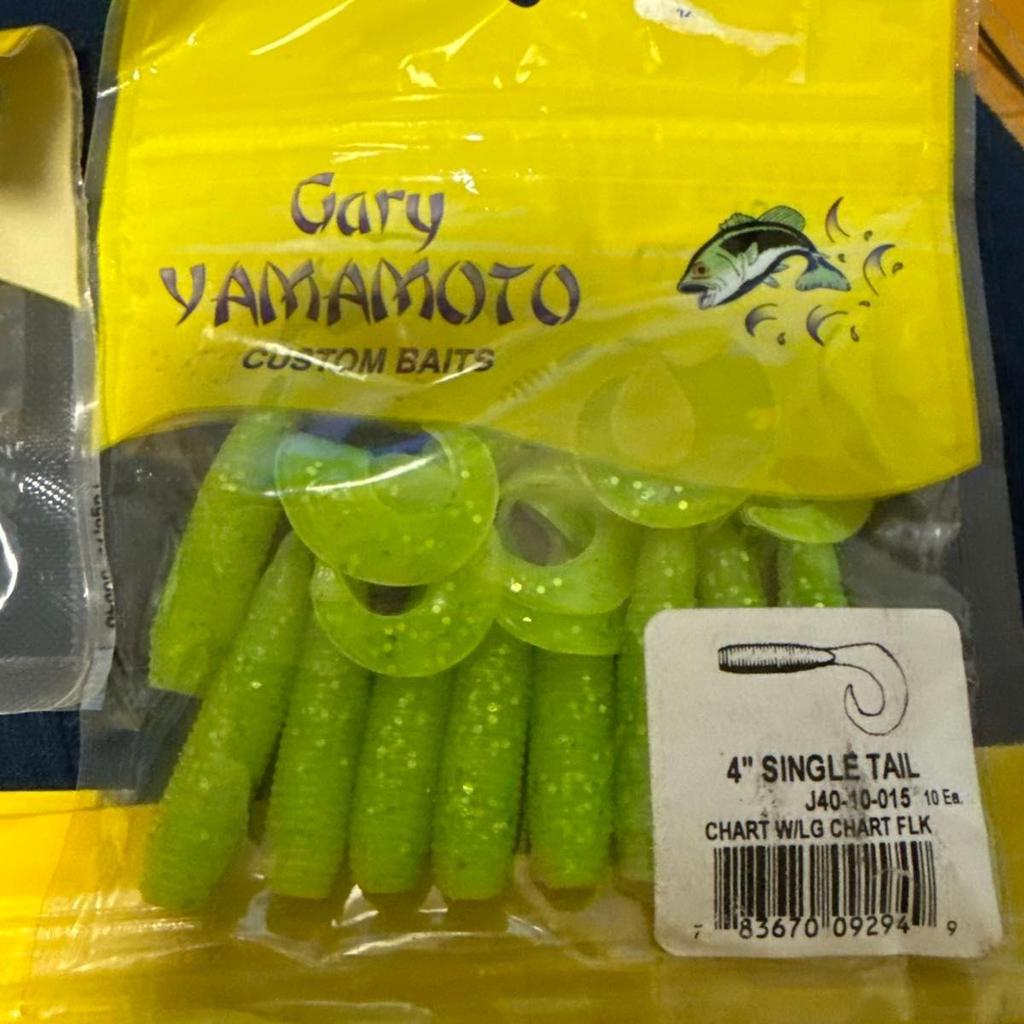 Gary
YAMAMOTO
CUSTOM BAITS
4" SINGLE TAIL
J40-10-015 10 Ea.
CHART W/LG CHART FLK
7 83670 09294 9